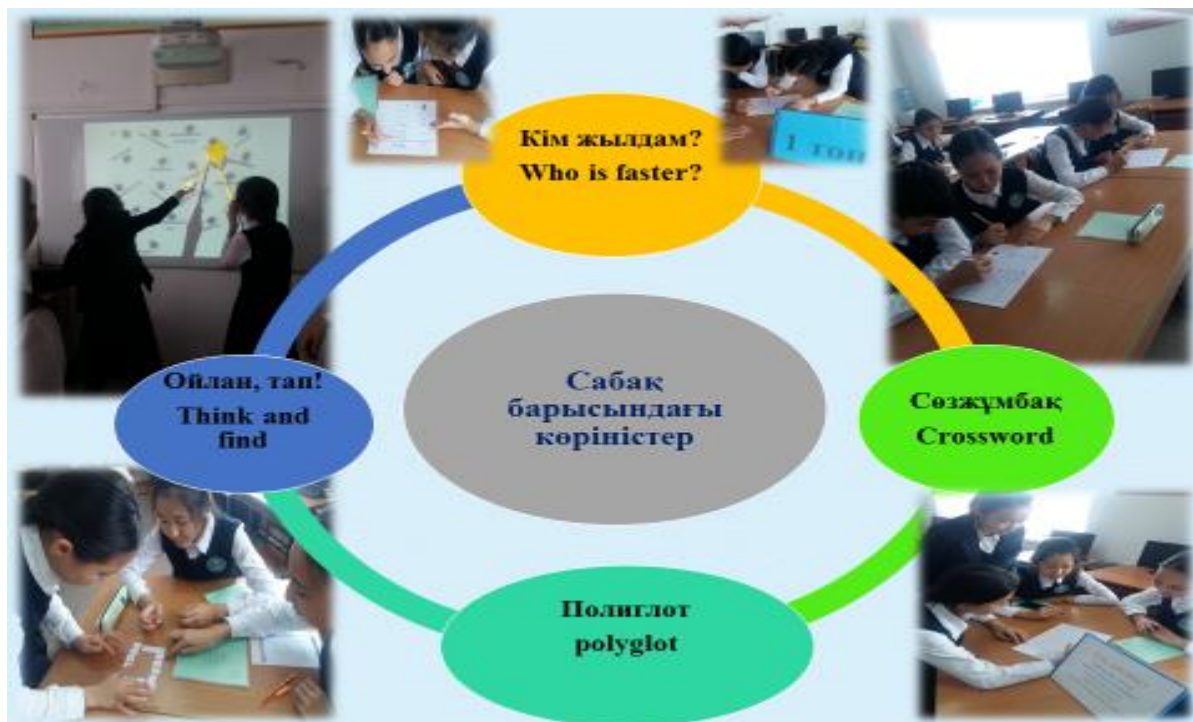 Кім жылдам?
Who is faster?
1 топ
Ойлан, тап!
Think and
find
Сабақ
барысындағы
көріністер
Сөзжұмбақ
Crossword
Полиглот
polyglot